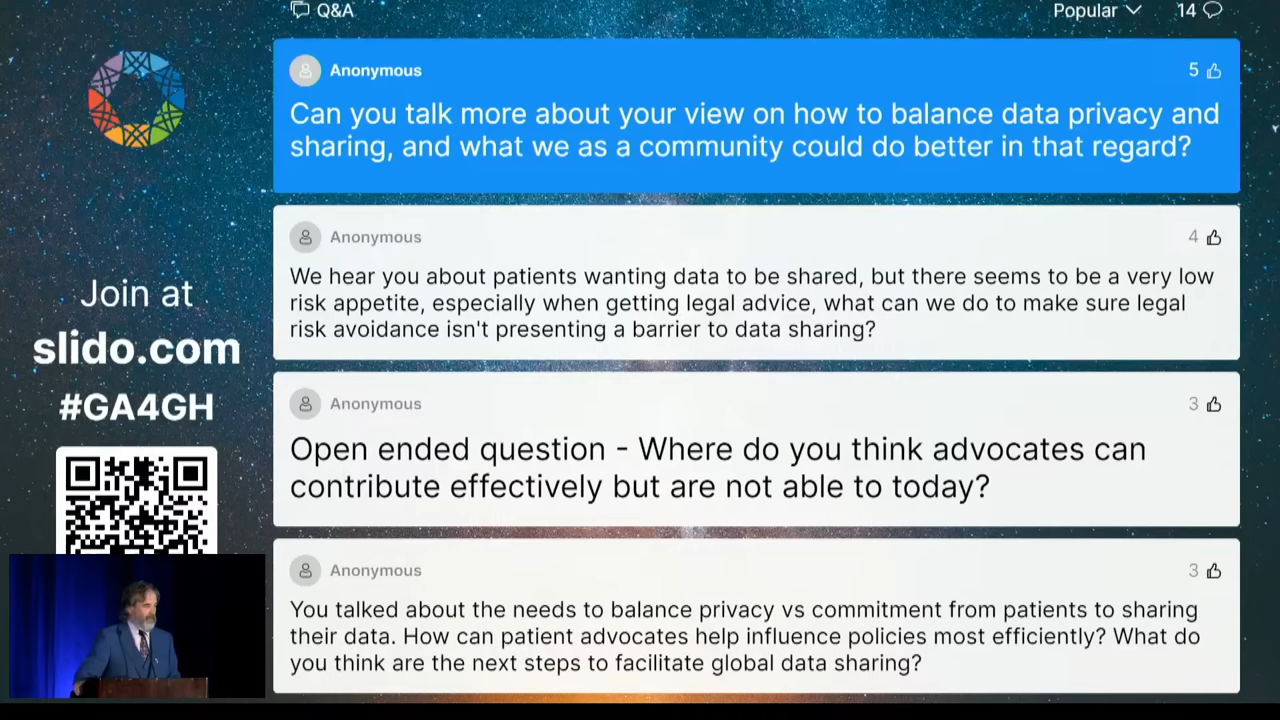 Q&A
Popular
14
Anonymous
5
Can you talk more about your view on how to balance data privacy and
sharing, and what we as a community could do better in that regard?
Anonymous
4
We hear you about patients wanting data to be shared, but there seems to be a very low
risk appetite, especially when getting legal advice, what can we do to make sure legal
risk avoidance isn't presenting a barrier to data sharing?
Anonymous
3
Open ended question - Where do you think advocates can
contribute effectively but are not able to today?
Anonymous
3
You talked about the needs to balance privacy vs commitment from patients to sharing
their data. How can patient advocates help influence policies most efficiently? What do
you think are the next steps to facilitate global data sharing?
Join at
slido.com
#GA4GH